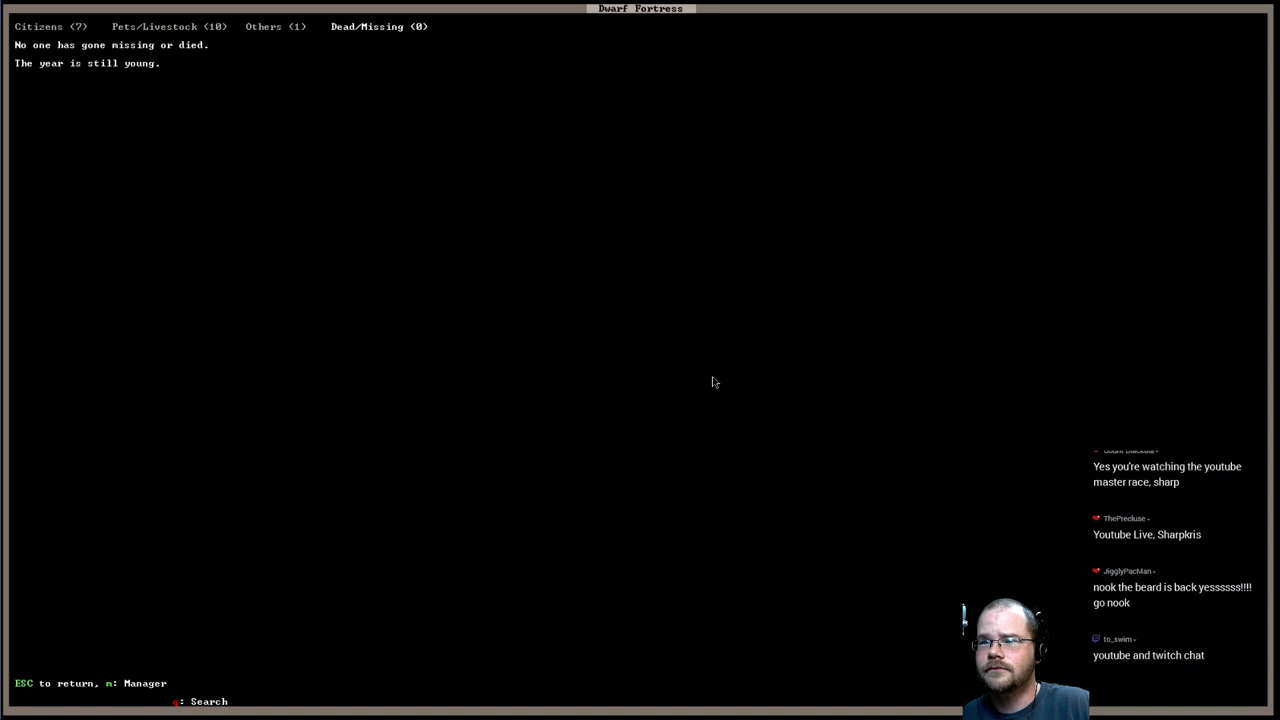 Dwarf Fortress
Citizens (7) Pets/Livestock (10) Others (1) Dead/Missing (0)
No one has gone missing or died.
The year is still young.
Yes you're watching the youtube
master race, sharp
ThePrecluse
Youtube Live, Sharpkris
JigglyPacMan
nook the beard is back yessssss!!!!
go nook
to_swim
youtube and twitch chat
ESC to return, m: Manager
q: Search